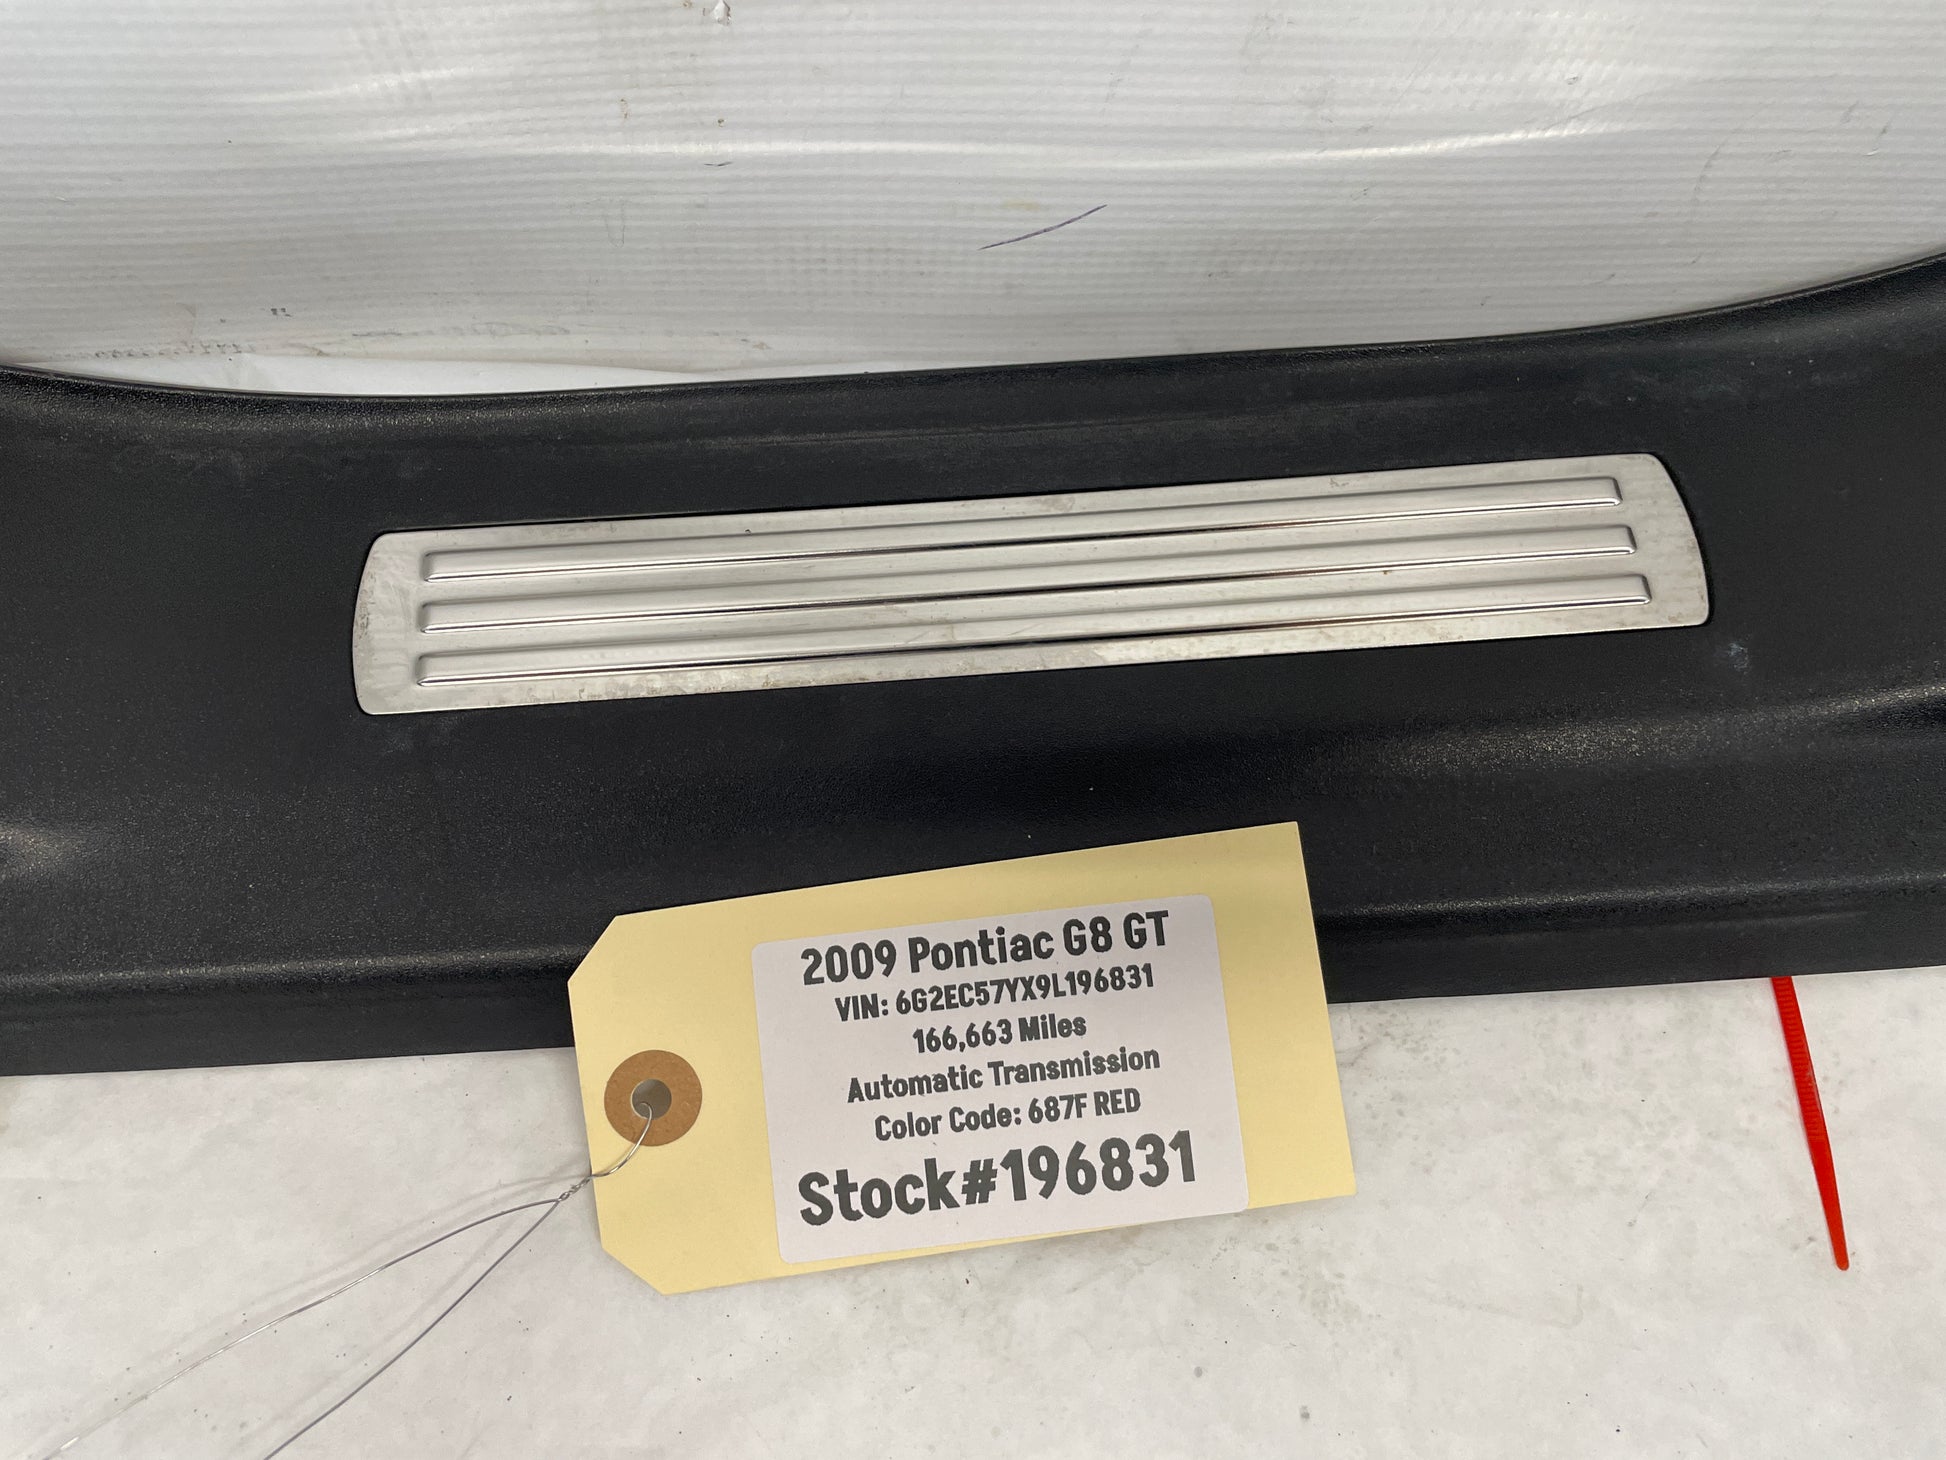 2009 Pontiac G8 GT
VIN: 6G2EC57YX9L196831
166,663 Miles
Automatic Transmission
Color Code: 687F RED
Stock#196831